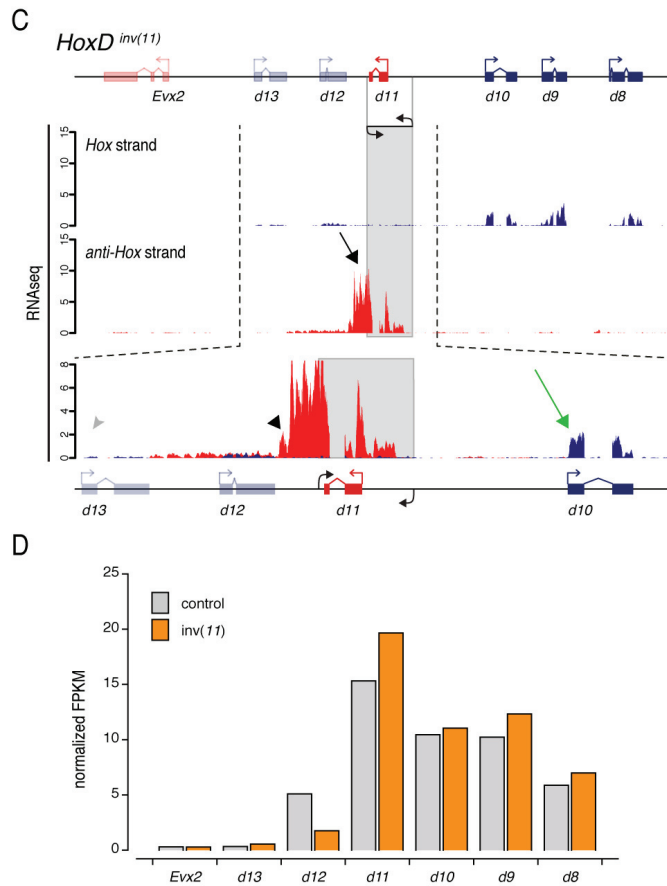 C
HoxD inv(11)
Evx2 d13 d12 d11 d10 d9 d8
15
Hox strand
10
5
0
15
anti-Hox strand
10
5
0
RNAseq
8
6
4
2
0
d13 d12 d11 d10
D
25
control
inv(11)
20
15
10
5
0
normalized FPKM
Evx2 d13 d12 d11 d10 d9 d8